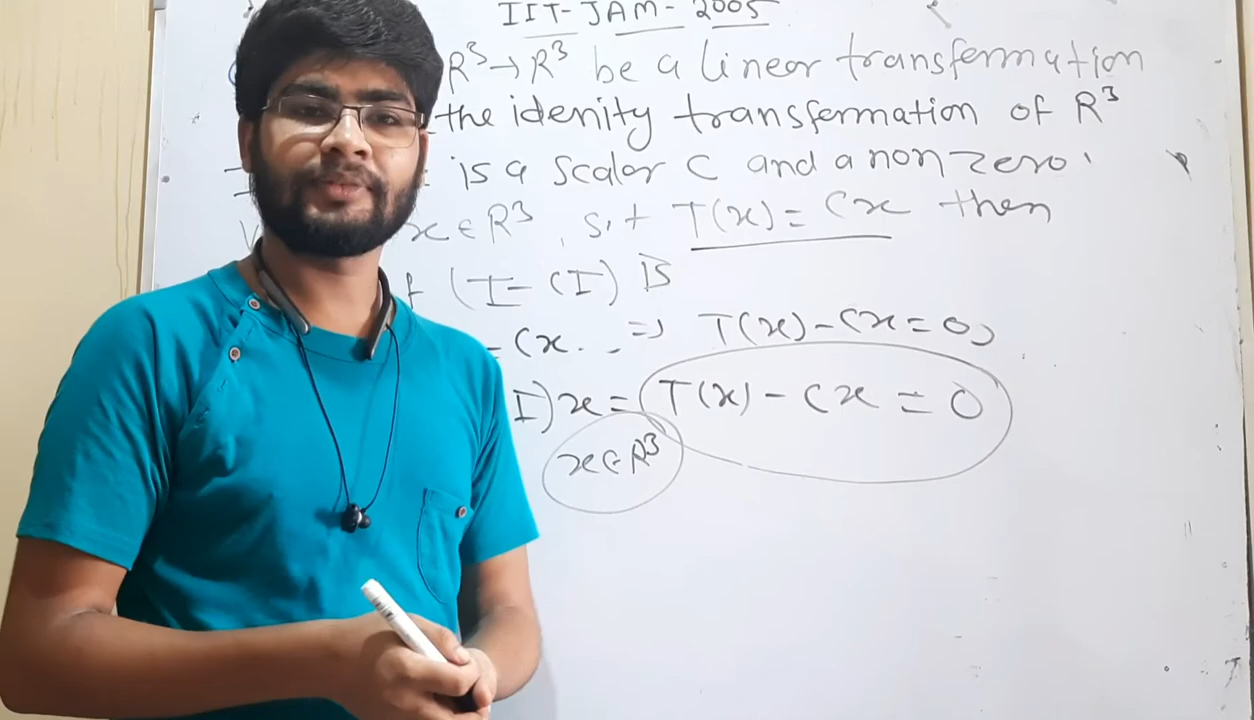 IIT-JAM-2005
R³→R³ be a linear transformation
the idenity transformation of R³
is a scalar C and a non zero
x∈R³, s.t T(x)=Cx then
f (T-CI) is
=Cx. ⇒ T(x)-Cx=0,
I)x=T(x)-Cx=0
x∈R³